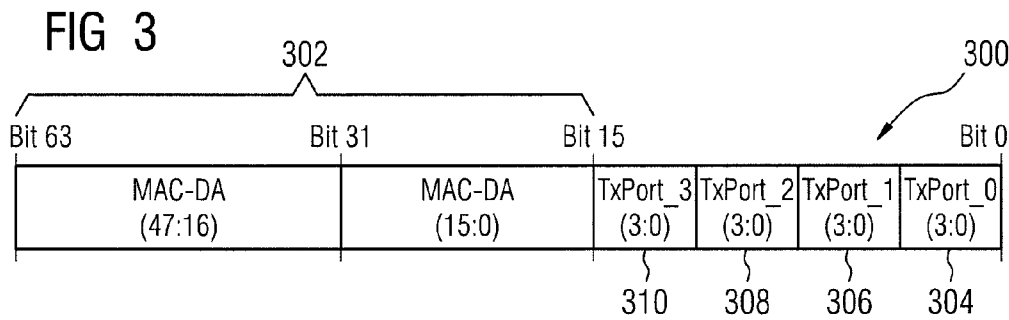 FIG 3
302
300
Bit 63 Bit 31 Bit 15 Bit 0
MAC-DA MAC-DA TxPort_3 TxPort_2 TxPort_1 TxPort_0
(47:16) (15:0) (3:0) (3:0) (3:0) (3:0)
310 308 306 304